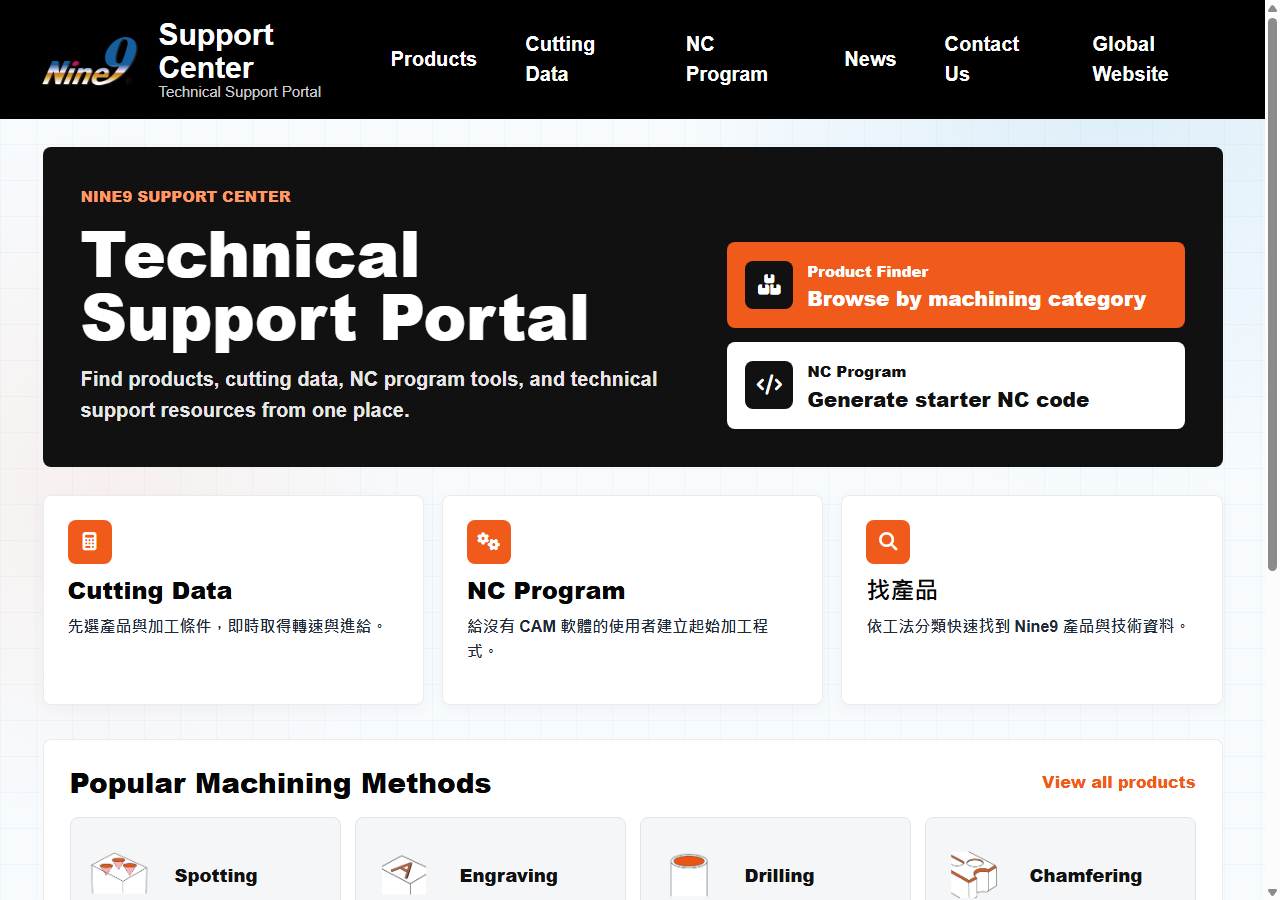 Nine9
Support
Center
Technical Support Portal
Products
Cutting
Data
NC
Program
News
Contact
Us
Global
Website
NINE9 SUPPORT CENTER
Technical
Support Portal
Find products, cutting data, NC program tools, and technical
support resources from one place.
Product Finder
Browse by machining category
NC Program
Generate starter NC code
Cutting Data
先選產品與加工條件，即時取得轉速與進給。
NC Program
給沒有 CAM 軟體的使用者建立起始加工程
式。
找產品
依工法分類快速找到 Nine9 產品與技術資料。
Popular Machining Methods
View all products
Spotting
Engraving
Drilling
Chamfering